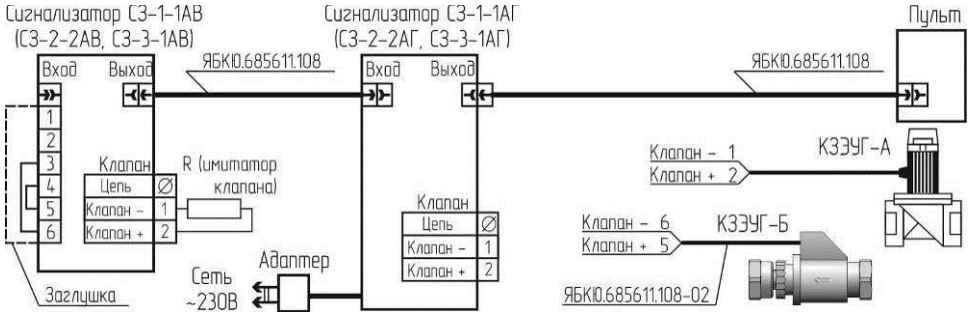 Сигнализатор СЗ-1-1АВ
(СЗ-2-2АВ, СЗ-3-1АВ)
Сигнализатор СЗ-1-1АГ
(СЗ-2-2АГ, СЗ-3-1АГ)
Пульт
Вход Выход
ЯБКЮ.685611.108
Вход Выход
ЯБКЮ.685611.108
1
2
3
4
5
6
Клапан
Цепь ∅
Клапан - 1
Клапан + 2
R (имитатор
клапана)
Клапан
Цепь ∅
Клапан - 1
Клапан + 2
Клапан - 1
Клапан + 2
КЗЭУГ-А
Клапан - 6
Клапан + 5
КЗЭУГ-Б
ЯБКЮ.685611.108-02
Заглушка
Сеть
~230В
Адаптер